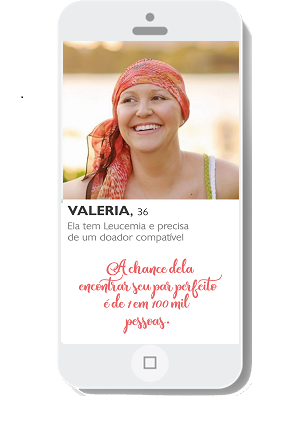 VALERIA, 36
Ela tem Leucemia e precisa
de um doador compatível
A chance dela
encontrar seu par perfeito
é de 1 em 100 mil
pessoas.